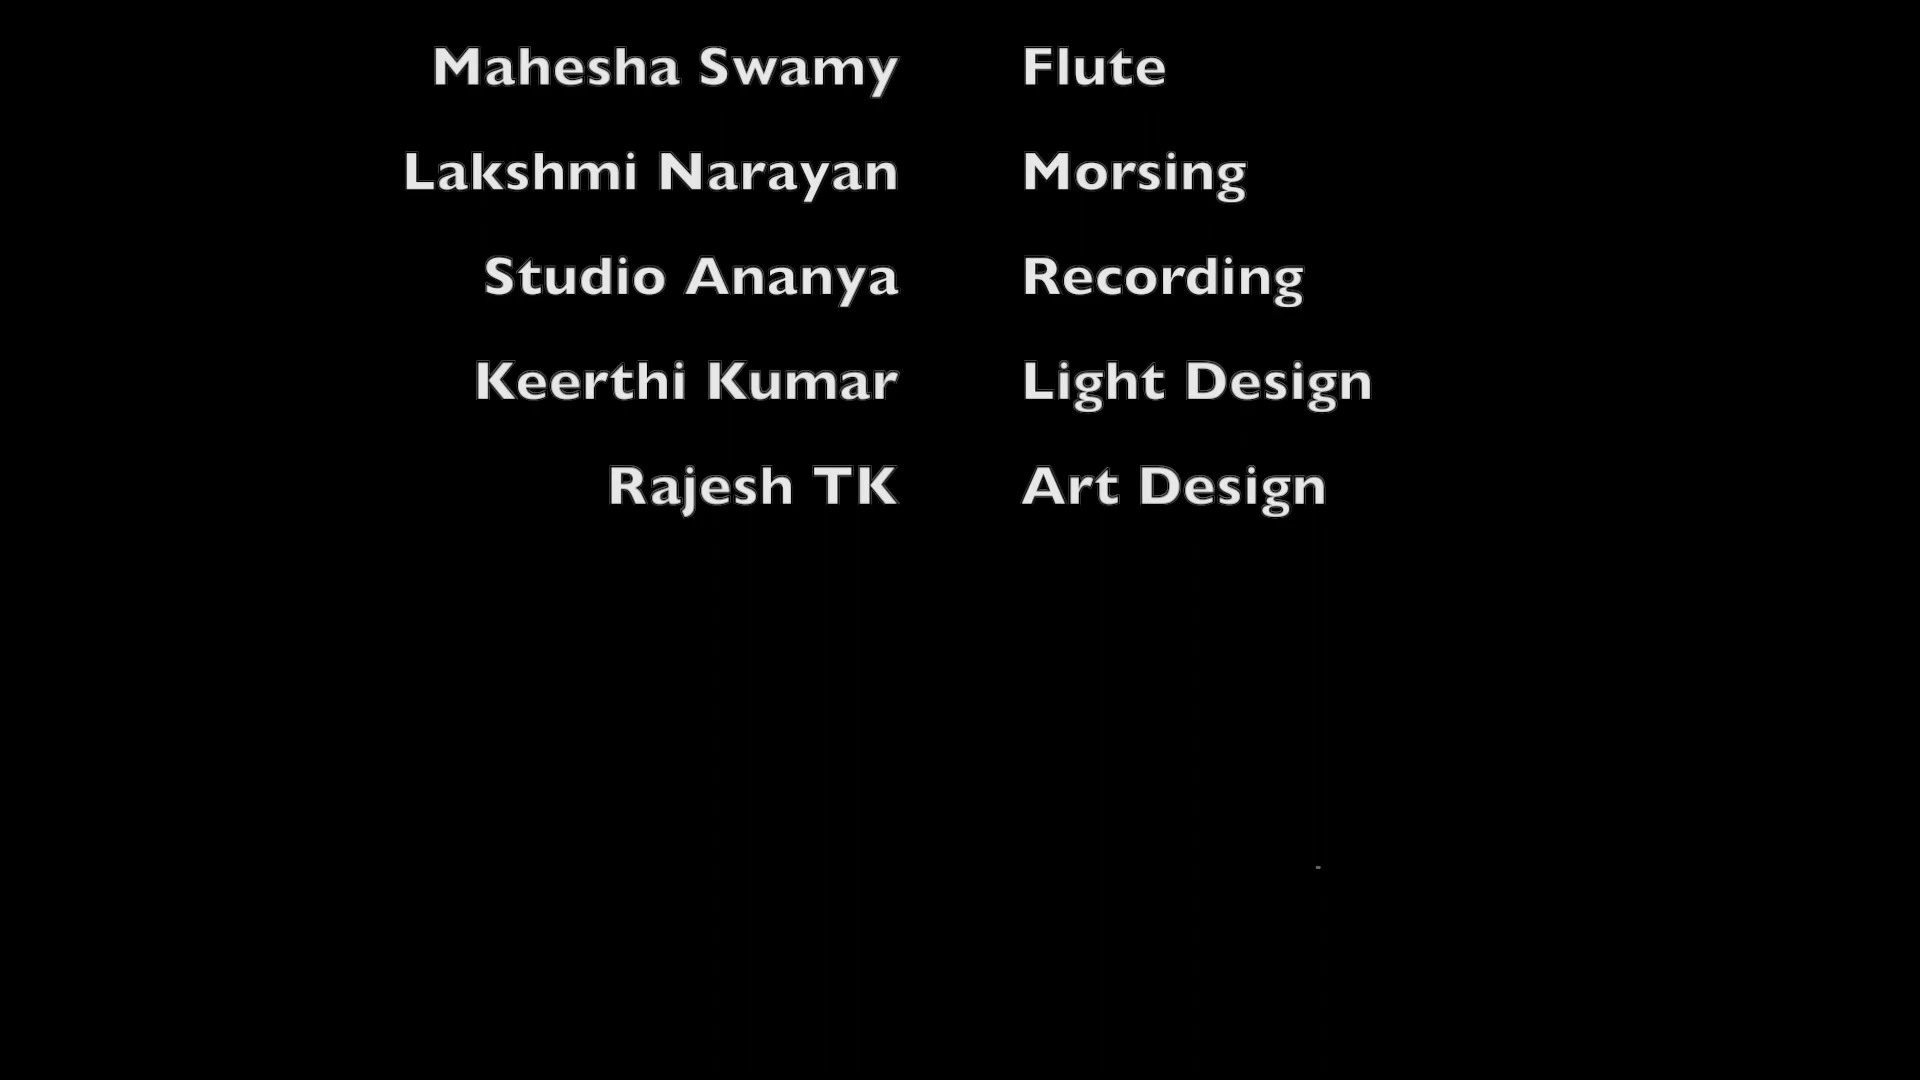 Mahesha Swamy Flute
Lakshmi Narayan Morsing
Studio Ananya Recording
Keerthi Kumar Light Design
Rajesh TK Art Design